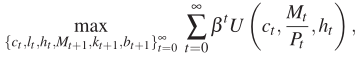 max_{\{c_t, l_t, h_t, M_{t+1}, k_{t+1}, b_{t+1}\}_{t=0}^{\infty}} \sum_{t=0}^{\infty} \beta^t U \left( c_t, \frac{M_t}{P_t}, h_t \right),